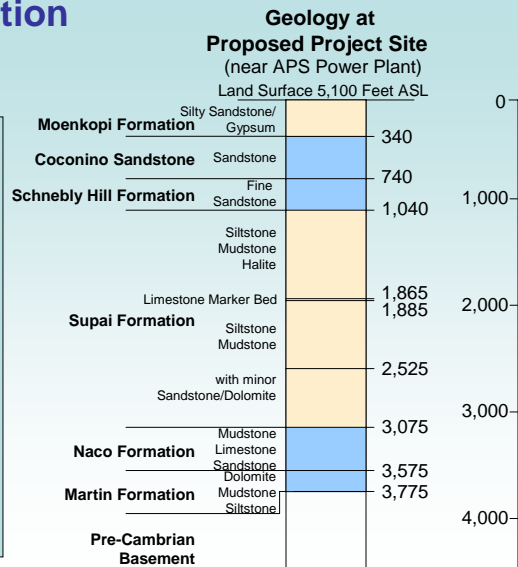 tion
Geology at
Proposed Project Site
(near APS Power Plant)
Land Surface 5,100 Feet ASL
0
Silty Sandstone/
Gypsum
Moenkopi Formation
340
Coconino Sandstone
Sandstone
740
Schnebly Hill Formation
Fine
Sandstone
1,000
1,040
Siltstone
Mudstone
Halite
Limestone Marker Bed
1,865
1,885
2,000
Supai Formation
Siltstone
Mudstone
2,525
with minor
Sandstone/Dolomite
3,000
3,075
Naco Formation
Mudstone
Limestone
Sandstone
3,575
Martin Formation
Dolomite
Mudstone
Siltstone
3,775
4,000
Pre-Cambrian
Basement